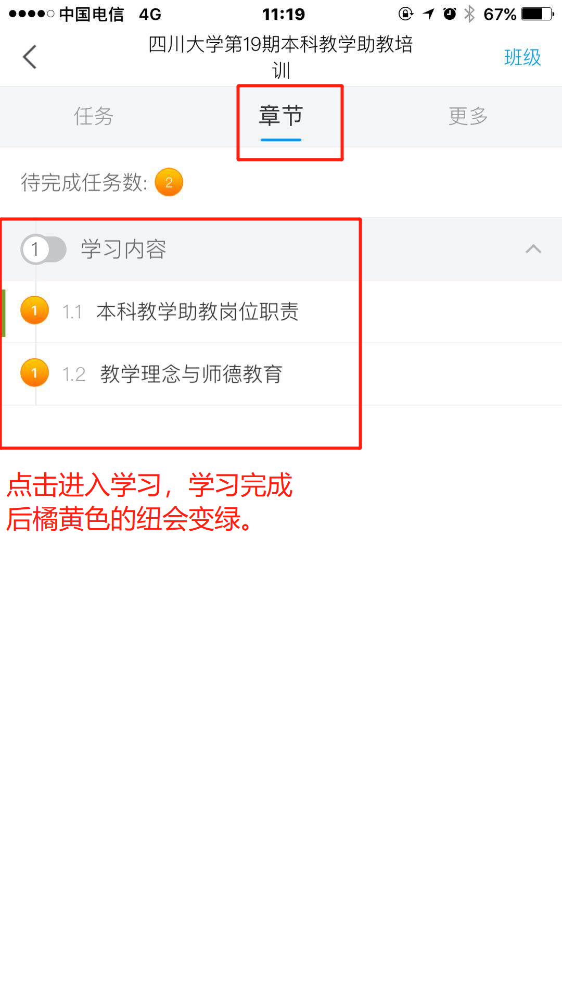 中国电信 4G 11:19 67%
四川大学第19期本科教学助教培
训
班级
任务 章节 更多
待完成任务数: 2
1 学习内容
1 1.1 本科教学助教岗位职责
1 1.2 教学理念与师德教育
点击进入学习，学习完成
后橘黄色的纽会变绿。